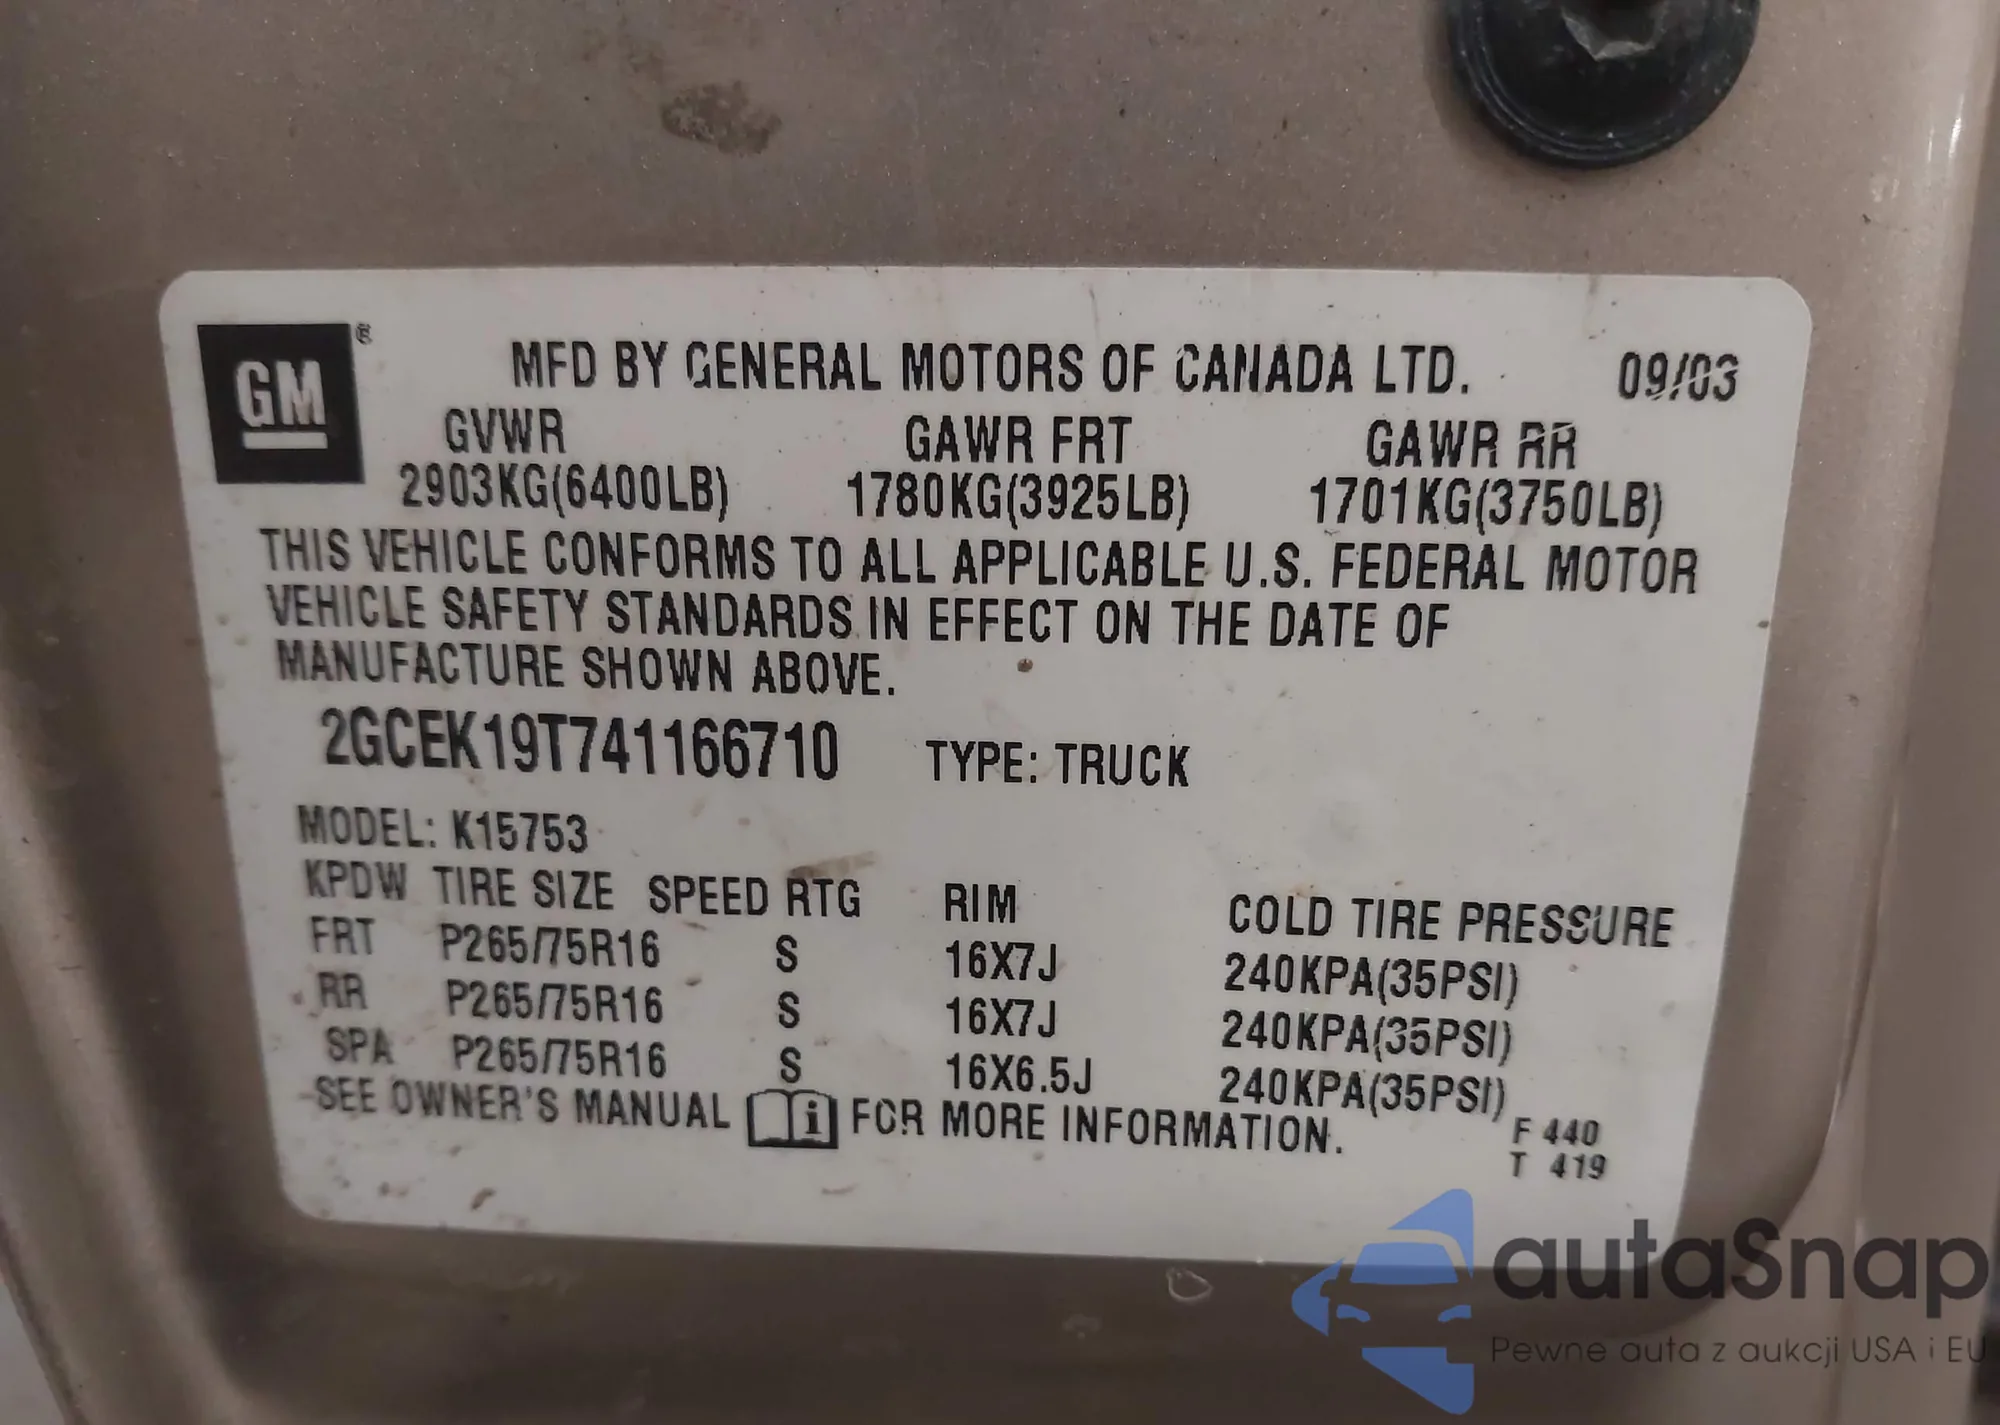 GM ®
MFD BY GENERAL MOTORS OF CANADA LTD. 09/03
GVWR GAWR FRT GAWR RR
2903KG(6400LB) 1780KG(3925LB) 1701KG(3750LB)
THIS VEHICLE CONFORMS TO ALL APPLICABLE U.S. FEDERAL MOTOR
VEHICLE SAFETY STANDARDS IN EFFECT ON THE DATE OF
MANUFACTURE SHOWN ABOVE.
2GCEK19T741166710 TYPE: TRUCK
MODEL: K15753
KPDW TIRE SIZE SPEED RTG RIM COLD TIRE PRESSURE
FRT P265/75R16 S 16X7J 240KPA(35PSI)
RR P265/75R16 S 16X7J 240KPA(35PSI)
SPA P265/75R16 S 16X6.5J 240KPA(35PSI)
SEE OWNER'S MANUAL i FOR MORE INFORMATION.
F 440
T 419
autaSnap
Pewne auta z aukcji USA i EU